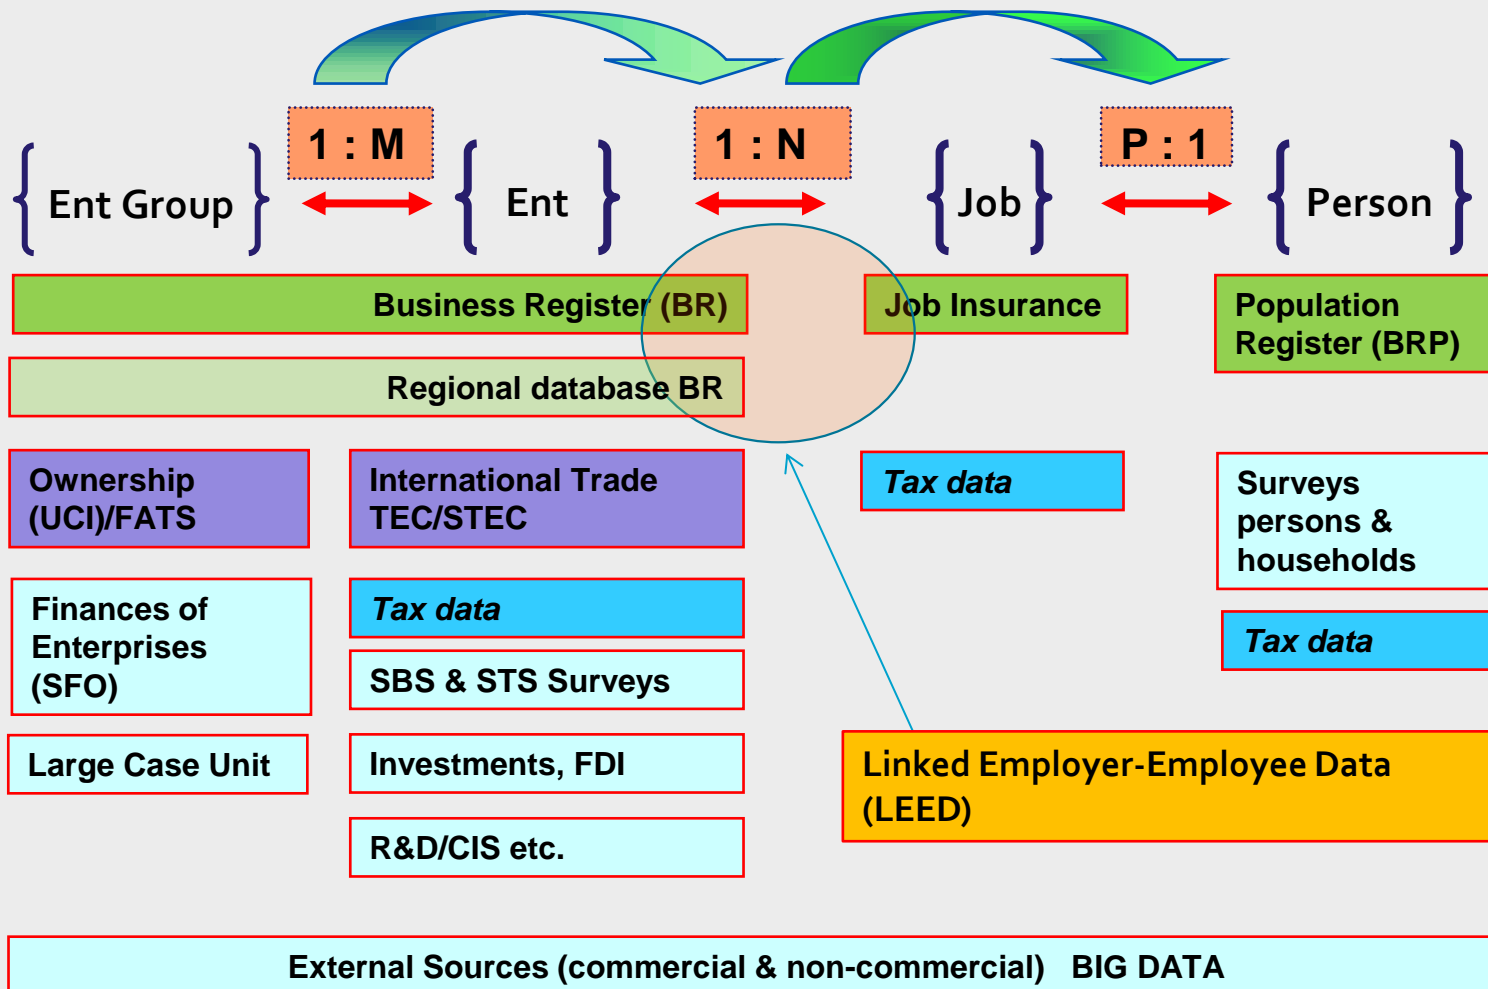 1 : M
1 : N
P : 1
{ Ent Group }
{ Ent }
{ Job }
{ Person }
Business Register (BR)
Job Insurance
Population
Register (BRP)
Regional database BR
Ownership
(UCI)/FATS
International Trade
TEC/STEC
Tax data
Surveys
persons &
households
Finances of
Enterprises
(SFO)
Tax data
Tax data
SBS & STS Surveys
Large Case Unit
Investments, FDI
Linked Employer-Employee Data
(LEED)
R&D/CIS etc.
External Sources (commercial & non-commercial) BIG DATA